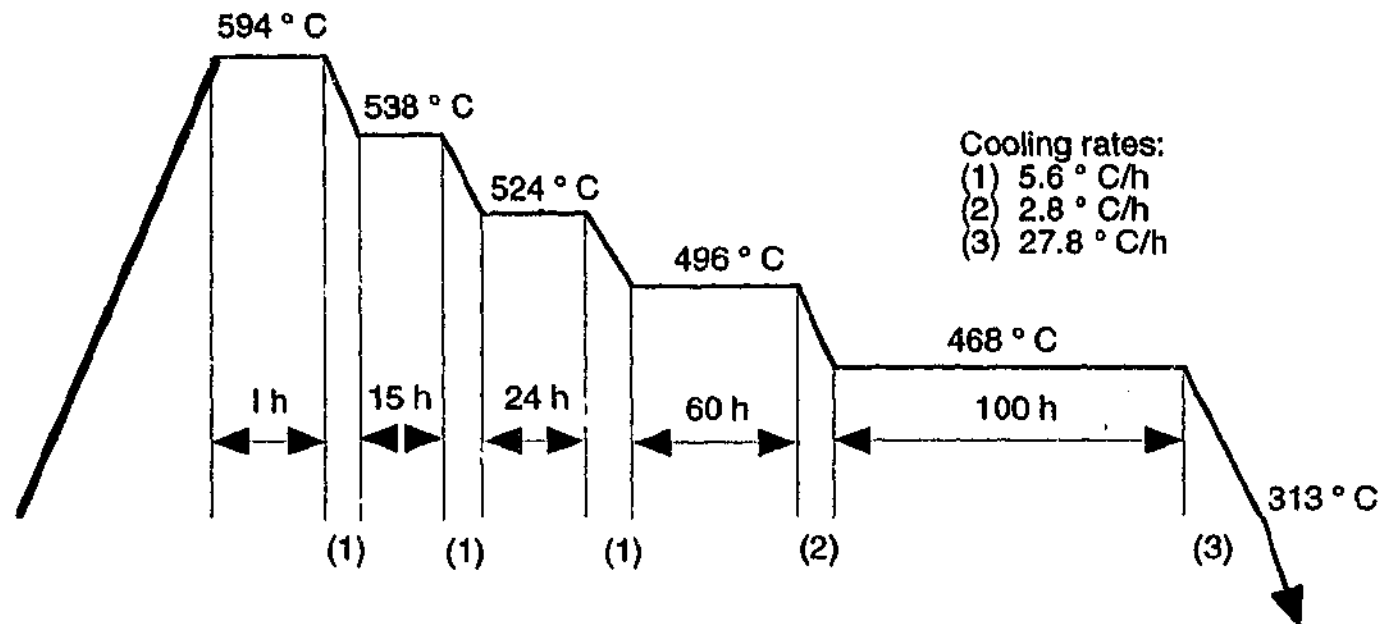 594 ° C
538 ° C
524 ° C
496 ° C
468 ° C
313 ° C
Cooling rates:
(1) 5.6 ° C/h
(2) 2.8 ° C/h
(3) 27.8 ° C/h
I h
15 h
24 h
60 h
100 h
(1)
(1)
(1)
(2)
(3)